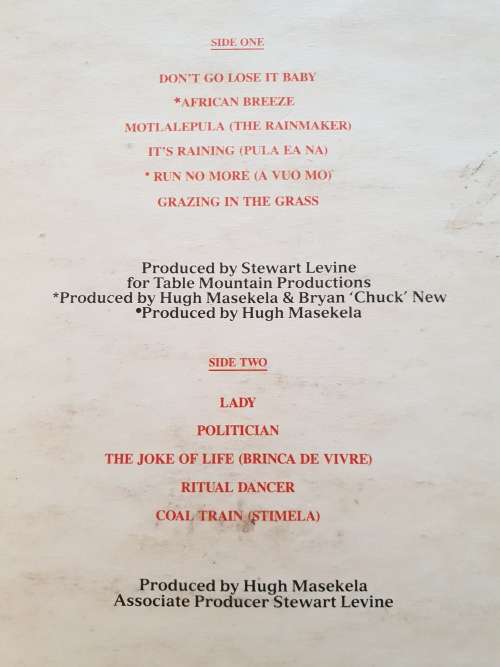 SIDE ONE
DON'T GO LOSE IT BABY
*AFRICAN BREEZE
MOTLALEPULA (THE RAINMAKER)
IT'S RAINING (PULA EA NA)
• RUN NO MORE (A VUO MO)
GRAZING IN THE GRASS
Produced by Stewart Levine
for Table Mountain Productions
*Produced by Hugh Masekela & Bryan ‘Chuck’ New
•Produced by Hugh Masekela
SIDE TWO
LADY
POLITICIAN
THE JOKE OF LIFE (BRINCA DE VIVRE)
RITUAL DANCER
COAL TRAIN (STIMELA)
Produced by Hugh Masekela
Associate Producer Stewart Levine